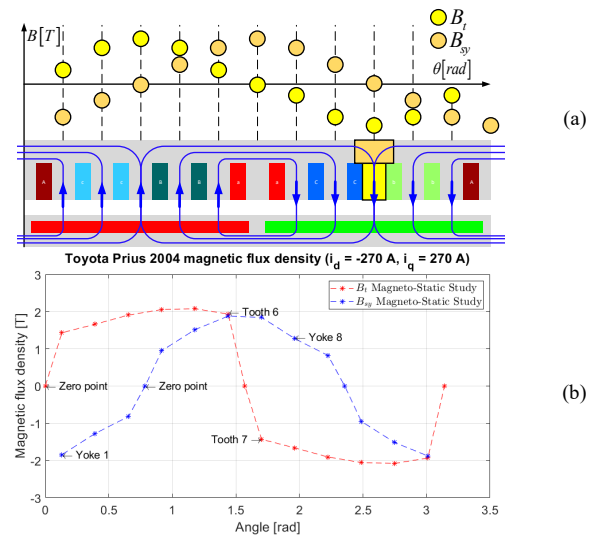 B[T]
B_t
B_sy
θ[rad]
(a)
A B B a a C C A
Toyota Prius 2004 magnetic flux density (i_d = -270 A, i_q = 270 A)
3
2
1
0
-1
-2
-3
Magnetic flux density [T]
B_t Magneto-Static Study
B_sy Magneto-Static Study
Tooth 6
Yoke 8
Zero point
Zero point
Tooth 7
Yoke 1
(b)
0 0.5 1 1.5 2 2.5 3 3.5
Angle [rad]